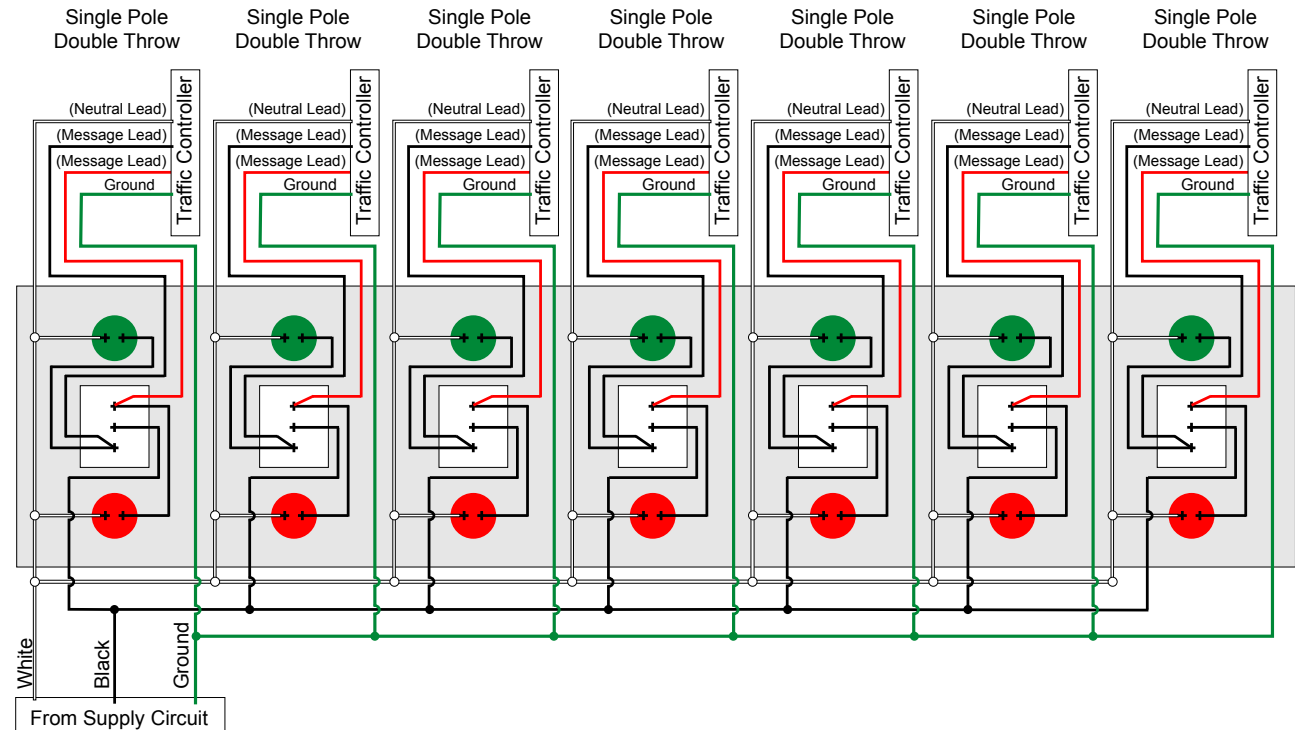 Single Pole
Double Throw
Single Pole
Double Throw
Single Pole
Double Throw
Single Pole
Double Throw
Single Pole
Double Throw
Single Pole
Double Throw
Single Pole
Double Throw
(Neutral Lead)
(Message Lead)
(Message Lead)
Ground
Traffic Controller
(Neutral Lead)
(Message Lead)
(Message Lead)
Ground
Traffic Controller
(Neutral Lead)
(Message Lead)
(Message Lead)
Ground
Traffic Controller
(Neutral Lead)
(Message Lead)
(Message Lead)
Ground
Traffic Controller
(Neutral Lead)
(Message Lead)
(Message Lead)
Ground
Traffic Controller
(Neutral Lead)
(Message Lead)
(Message Lead)
Ground
Traffic Controller
(Neutral Lead)
(Message Lead)
(Message Lead)
Ground
Traffic Controller
White
Black
Ground
From Supply Circuit